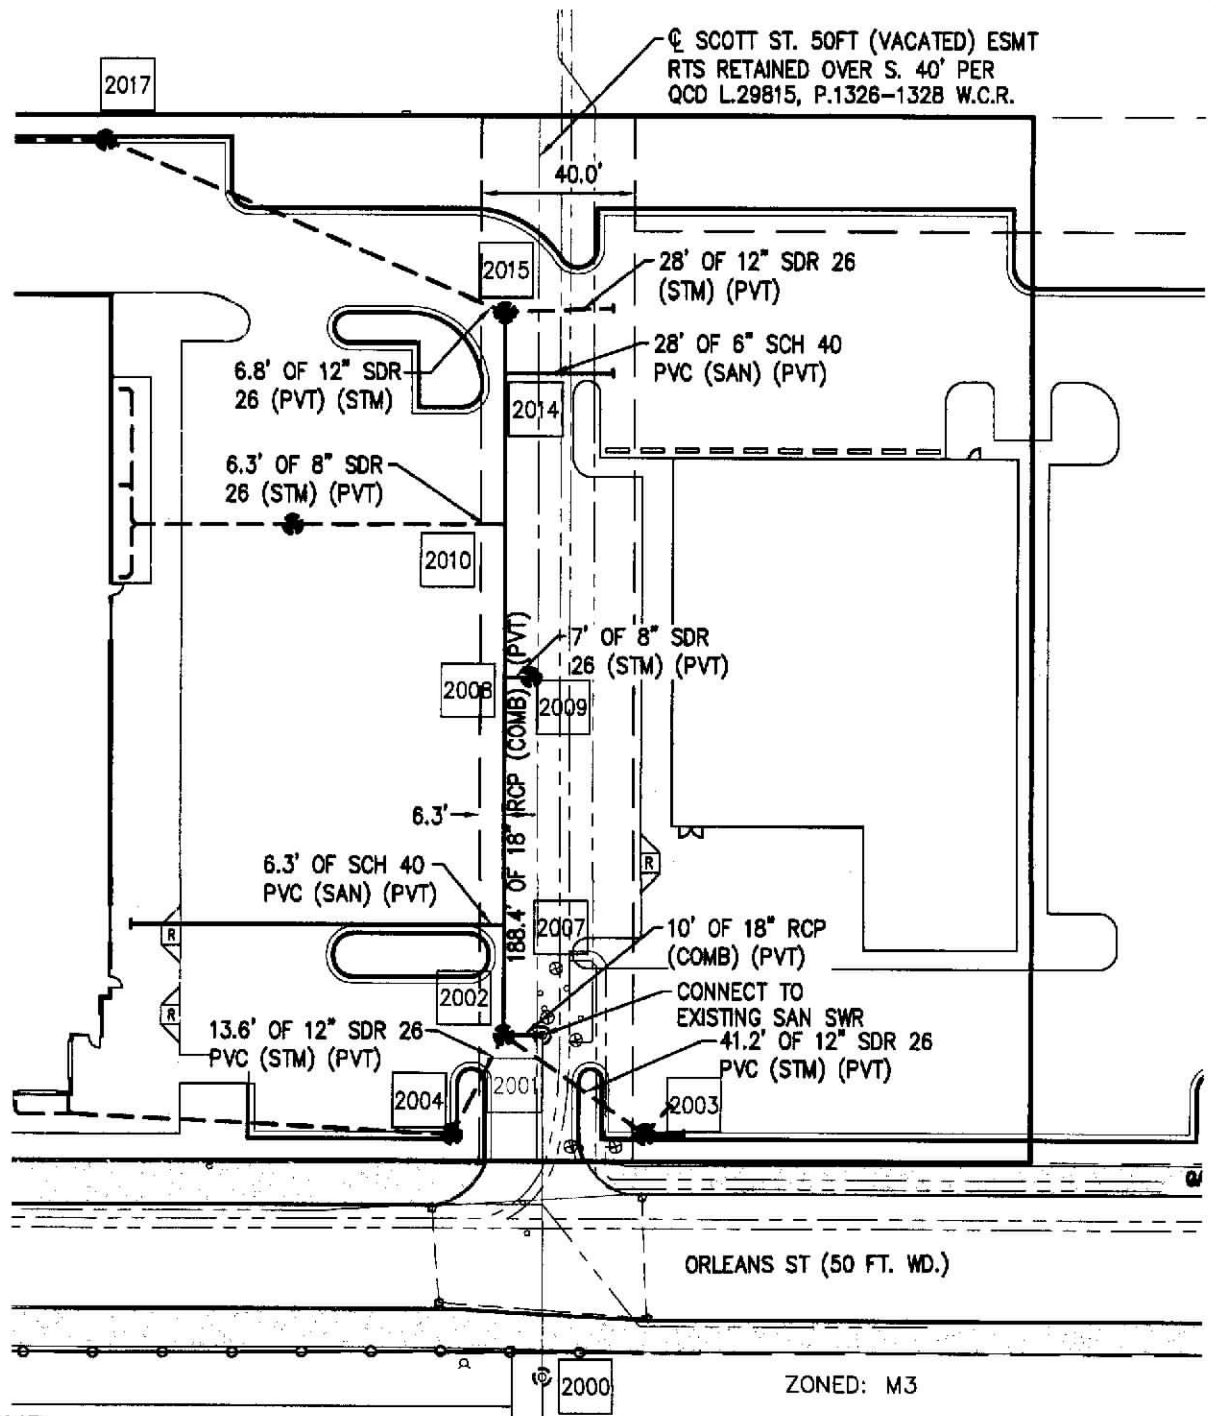 ℄ SCOTT ST. 50FT (VACATED) ESMT
RTS RETAINED OVER S. 40' PER
QCD L.29815, P.1326-1328 W.C.R.
2017
40.0'
2015
28' OF 12" SDR 26
(STM) (PVT)
28' OF 6" SCH 40
PVC (SAN) (PVT)
6.8' OF 12" SDR
26 (PVT) (STM)
2014
6.3' OF 8" SDR
26 (STM) (PVT)
2010
7' OF 8" SDR
26 (STM) (PVT)
2008
2009
188.4' OF 18" RCP (COMB) (PVT)
6.3'
6.3' OF SCH 40
PVC (SAN) (PVT)
R
R
R
2007
10' OF 18" RCP
(COMB) (PVT)
2002
CONNECT TO
EXISTING SAN SWR
13.6' OF 12" SDR 26
PVC (STM) (PVT)
41.2' OF 12" SDR 26
PVC (STM) (PVT)
2004
2001
2003
ORLEANS ST (50 FT. WD.)
2000
ZONED: M3